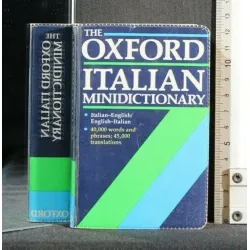 THE
OXFORD
ITALIAN
MINIDICTIONARY
• Italian–English/
English–Italian
• 40,000 words and
phrases; 45,000
translations
THE
OXFORD ITALIAN
MINIDICTIONARY
OXFORD